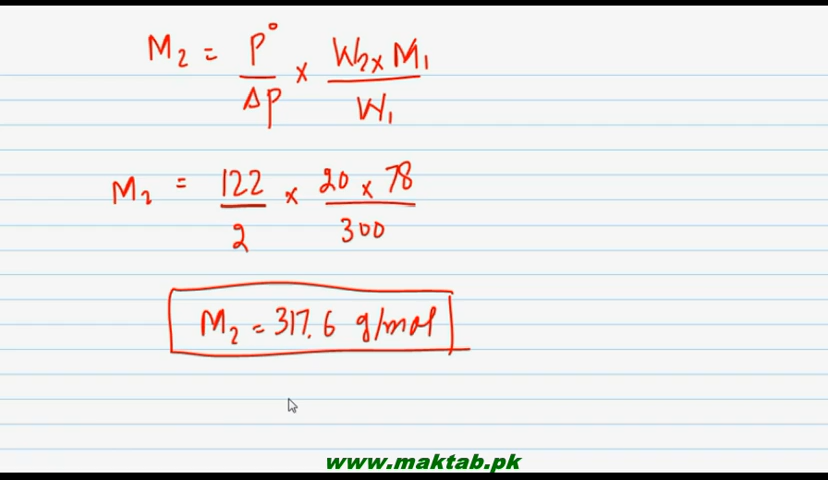 M₂ = P° / ΔP × W₂ × M₁ / W₁
M₂ = 122 / 2 × 20 × 78 / 300
M₂ = 317.6 g/mol
www.maktab.pk